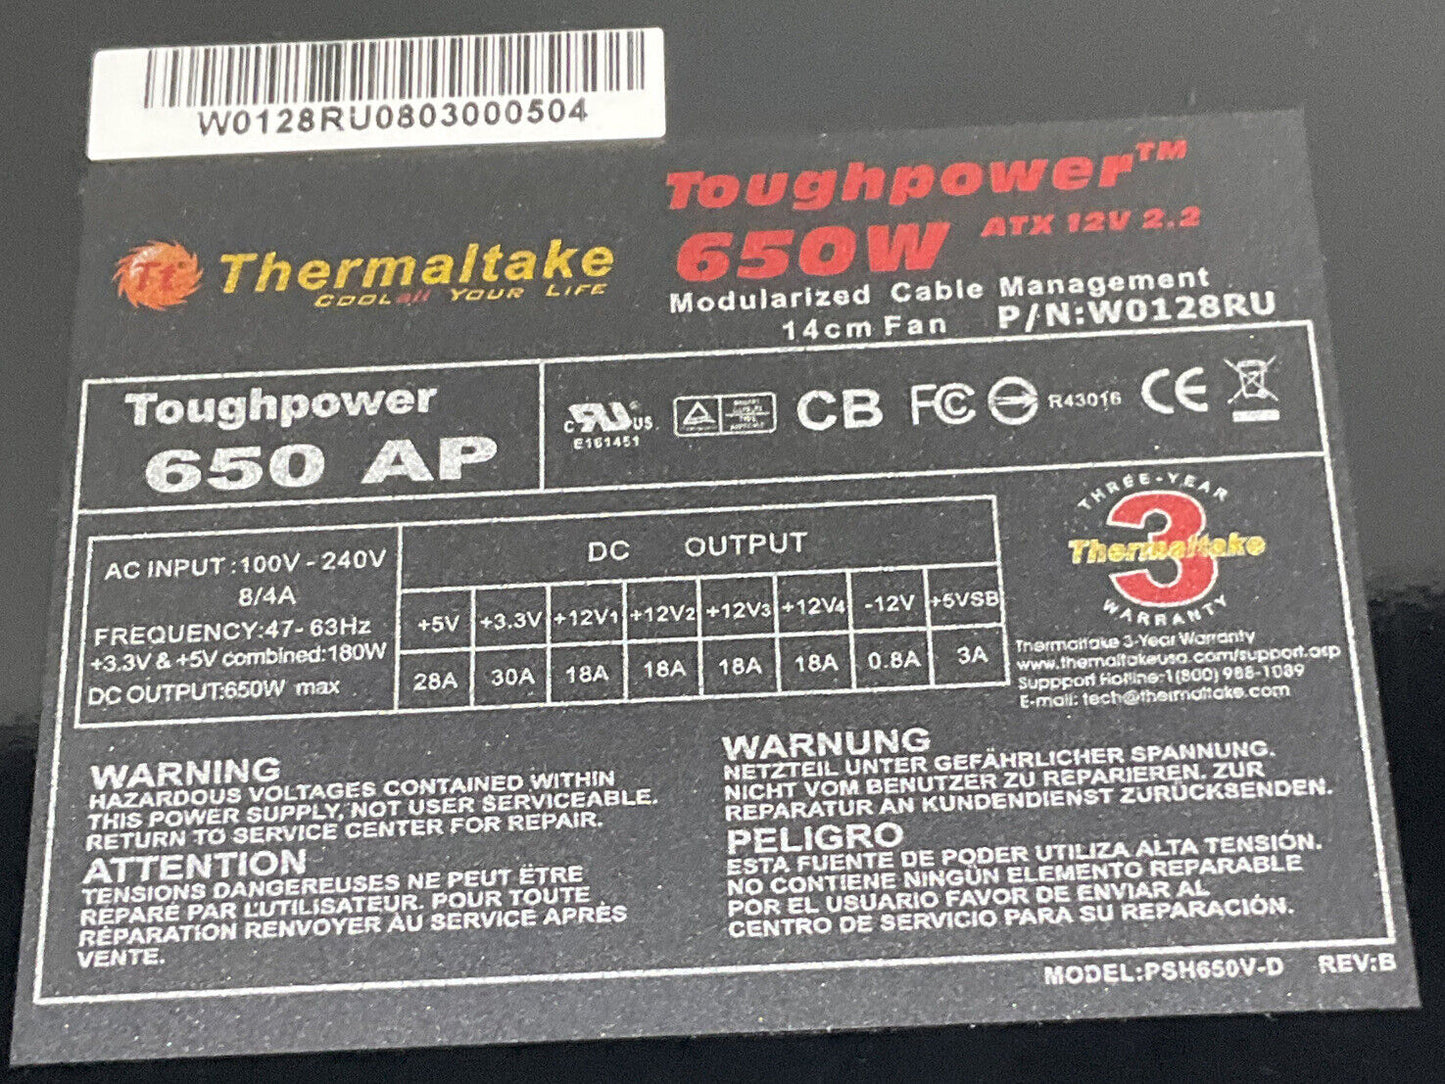 W0128RU0803000504
Toughpower™
650W ATX 12V 2.2
Modularized Cable Management
14cm Fan P/N:W0128RU
Tt Thermaltake
COOL all YOUR LIFE
Toughpower
650 AP
c RU US.
E161451
CB FC R43016 CE
AC INPUT :100V - 240V
8/4A
FREQUENCY:47- 63Hz
+3.3V & +5V combined:180W
DC OUTPUT:650W max
DC OUTPUT
+5V +3.3V +12V1 +12V2 +12V3 +12V4 -12V +5VSB
28A 30A 18A 18A 18A 18A 0.8A 3A
THREE-YEAR
3
Thermaltake
WARRANTY
Thermaltake 3-Year Warranty
www.thermaltakeusa.com/support.asp
Suppport Hotline:1(800) 988-1089
E-mail: tech@thermaltake.com
WARNING
HAZARDOUS VOLTAGES CONTAINED WITHIN
THIS POWER SUPPLY, NOT USER SERVICEABLE.
RETURN TO SERVICE CENTER FOR REPAIR.
ATTENTION
TENSIONS DANGEREUSES NE PEUT ËTRE
RÉPARÉ PAR L'UTILISATEUR. POUR TOUTE
RÉPARATION RENVOYER AU SERVICE APRÉS
VENTE.
WARNUNG
NETZTEIL UNTER GEFÄHRLICHER SPANNUNG.
NICHT VOM BENUTZER ZU REPARIEREN. ZUR
REPARATUR AN KUNDENDIENST ZURÜCKSENDEN.
PELIGRO
ESTA FUENTE DE PODER UTILIZA ALTA TENSIÓN.
NO CONTIENE NINGÚN ELEMENTO REPARABLE
POR EL USUARIO FAVOR DE ENVIAR AL
CENTRO DE SERVICIO PARA SU REPARACIÓN.
MODEL:PSH650V-D REV:B